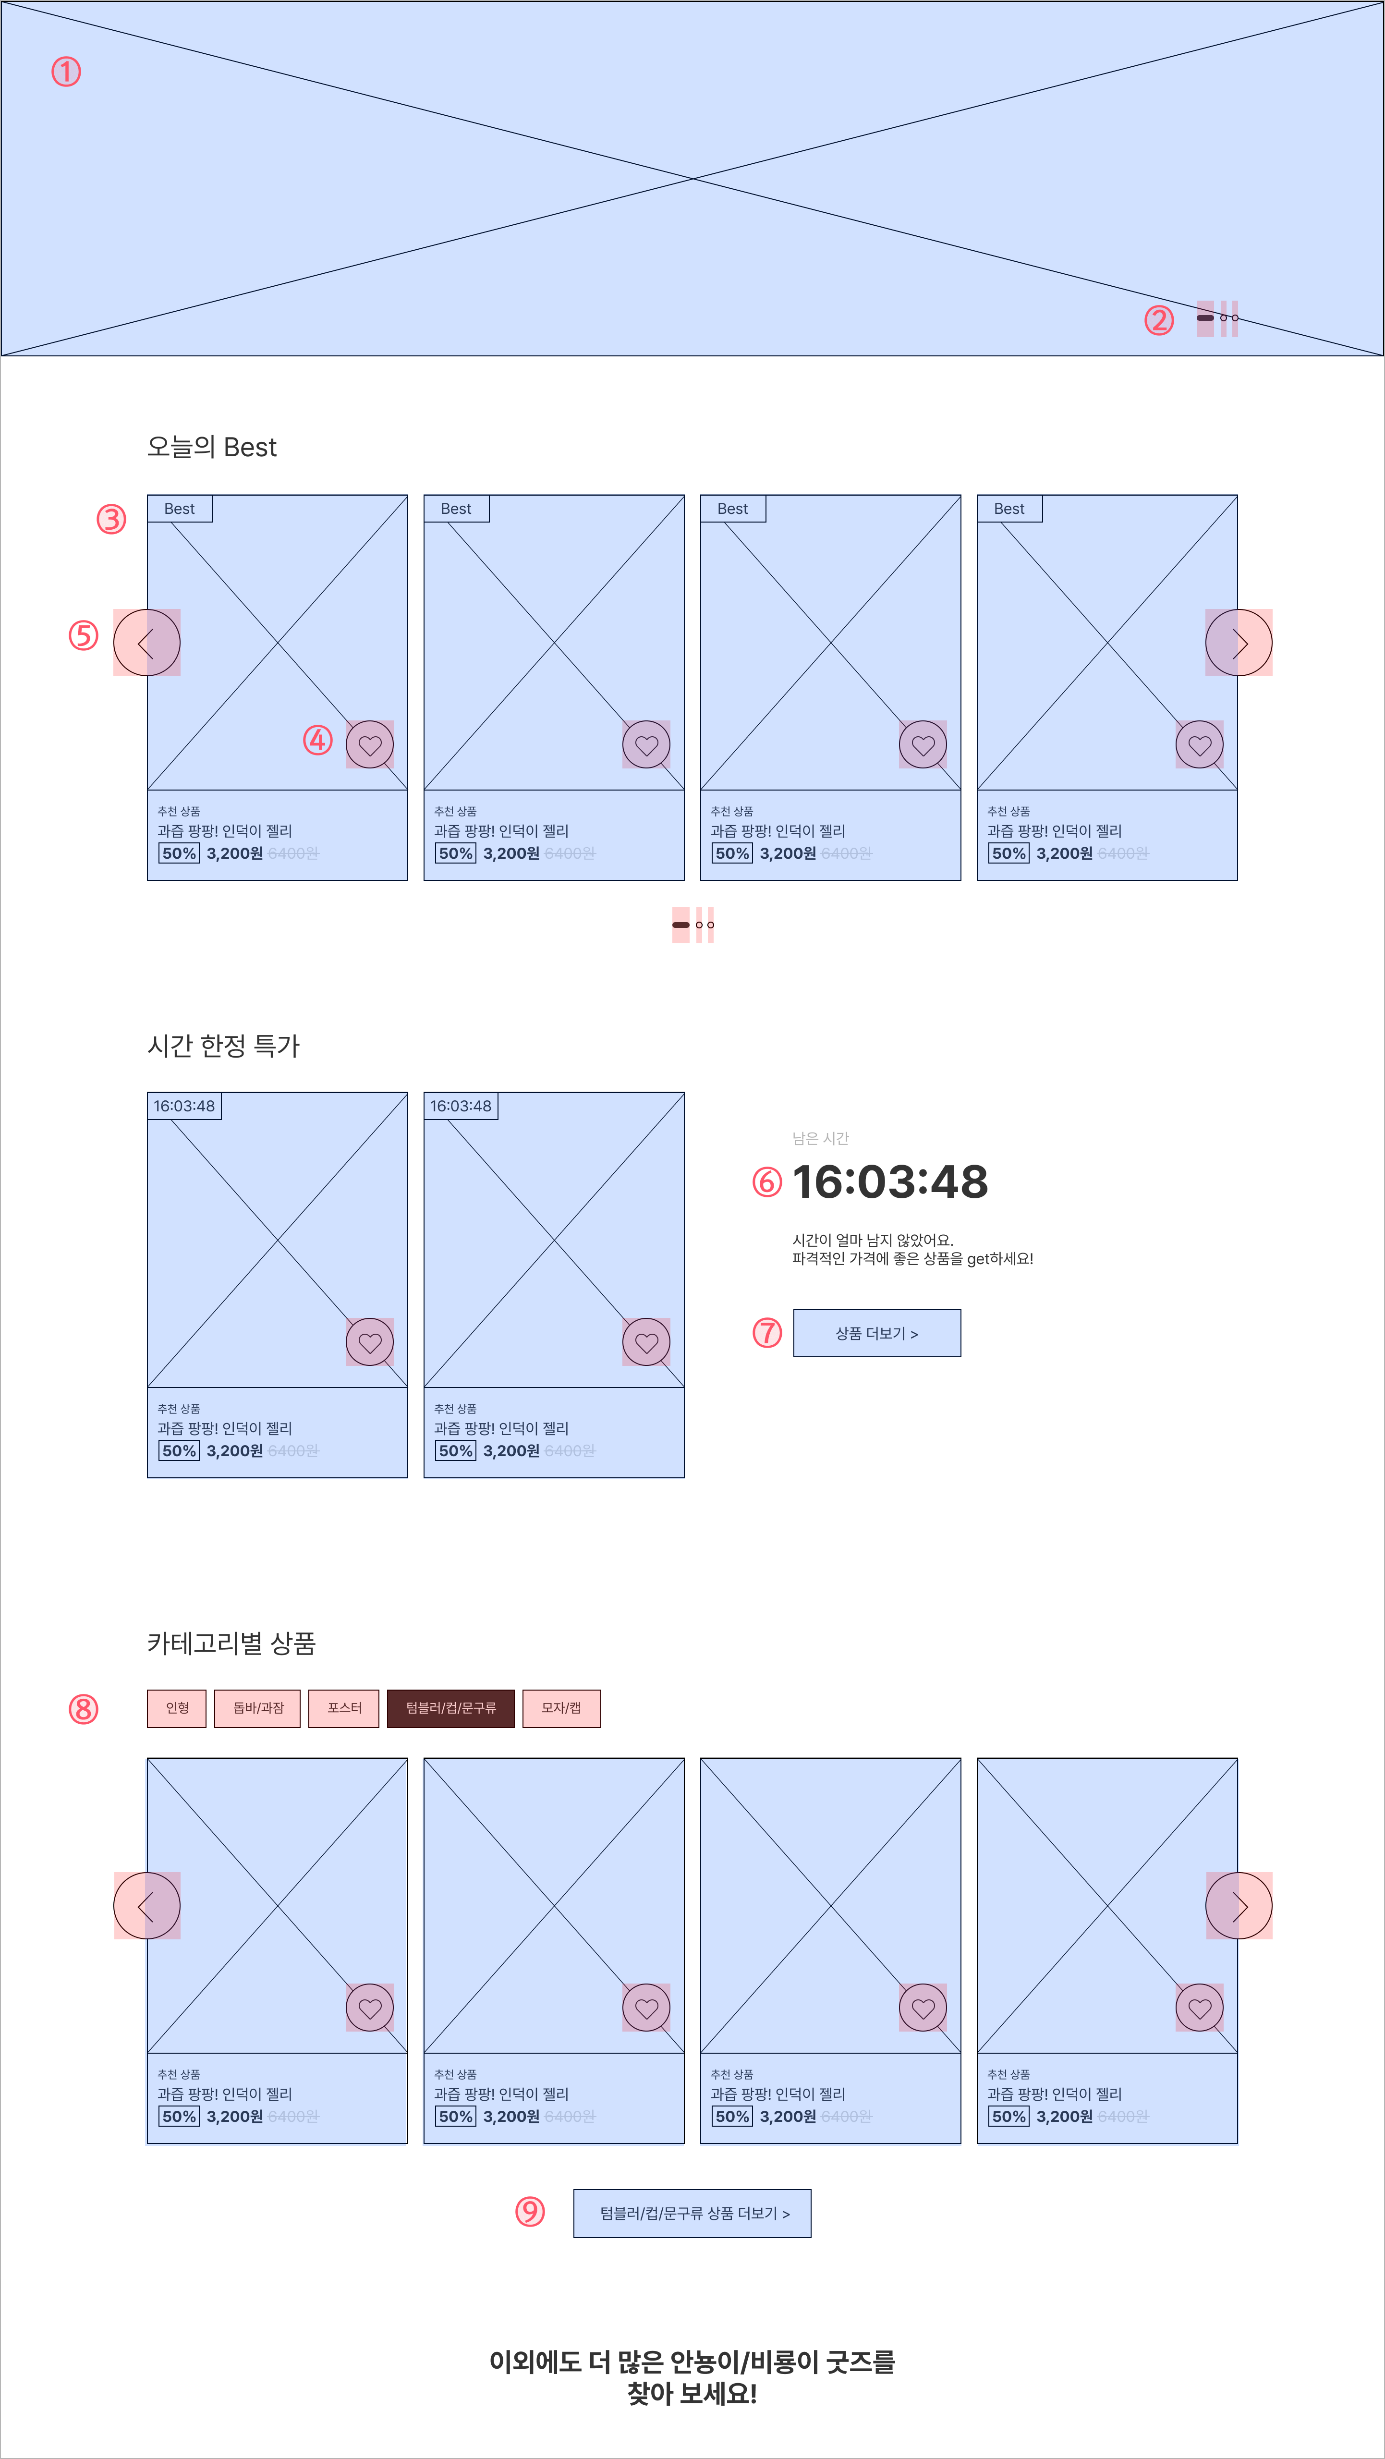 ①
②
오늘의 Best
③
Best
Best
Best
Best
⑤
④
추천 상품
과즙 팡팡! 인덕이 젤리
50% 3,200원 6400원
추천 상품
과즙 팡팡! 인덕이 젤리
50% 3,200원 6400원
추천 상품
과즙 팡팡! 인덕이 젤리
50% 3,200원 6400원
추천 상품
과즙 팡팡! 인덕이 젤리
50% 3,200원 6400원
시간 한정 특가
16:03:48
16:03:48
추천 상품
과즙 팡팡! 인덕이 젤리
50% 3,200원 6400원
추천 상품
과즙 팡팡! 인덕이 젤리
50% 3,200원 6400원
남은 시간
⑥ 16:03:48
시간이 얼마 남지 않았어요.
파격적인 가격에 좋은 상품을 get하세요!
⑦ 상품 더보기 >
카테고리별 상품
⑧ 인형 돕바/과잠 포스터 텀블러/컵/문구류 모자/캡
추천 상품
과즙 팡팡! 인덕이 젤리
50% 3,200원 6400원
추천 상품
과즙 팡팡! 인덕이 젤리
50% 3,200원 6400원
추천 상품
과즙 팡팡! 인덕이 젤리
50% 3,200원 6400원
추천 상품
과즙 팡팡! 인덕이 젤리
50% 3,200원 6400원
⑨ 텀블러/컵/문구류 상품 더보기 >
이외에도 더 많은 안뇽이/비룡이 굿즈를
찾아 보세요!